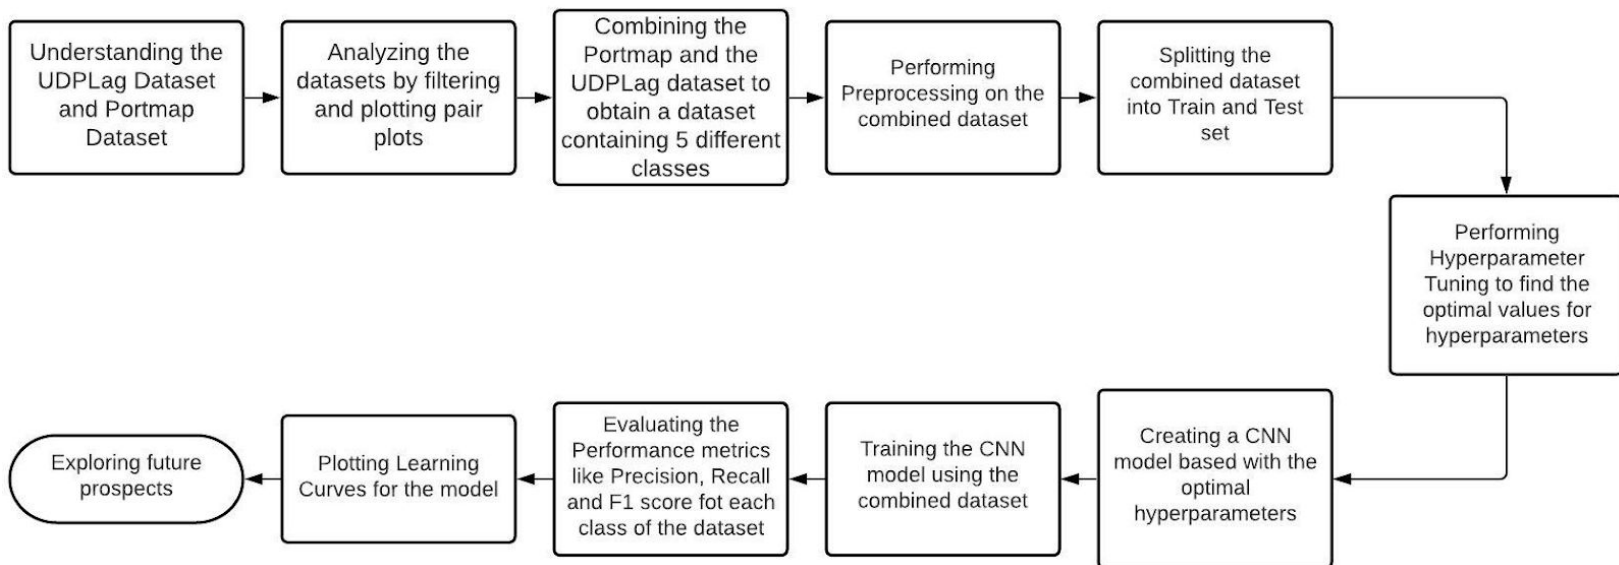 Understanding the
UDPLag Dataset
and Portmap
Dataset
Analyzing the
datasets by filtering
and plotting pair
plots
Combining the
Portmap and the
UDPLag dataset to
obtain a dataset
containing 5 different
classes
Performing
Preprocessing on the
combined dataset
Splitting the
combined dataset
into Train and Test
set
Performing
Hyperparameter
Tuning to find the
optimal values for
hyperparameters
Creating a CNN
model based with the
optimal
hyperparameters
Training the CNN
model using the
combined dataset
Evaluating the
Performance metrics
like Precision, Recall
and F1 score fot each
class of the dataset
Plotting Learning
Curves for the model
Exploring future
prospects